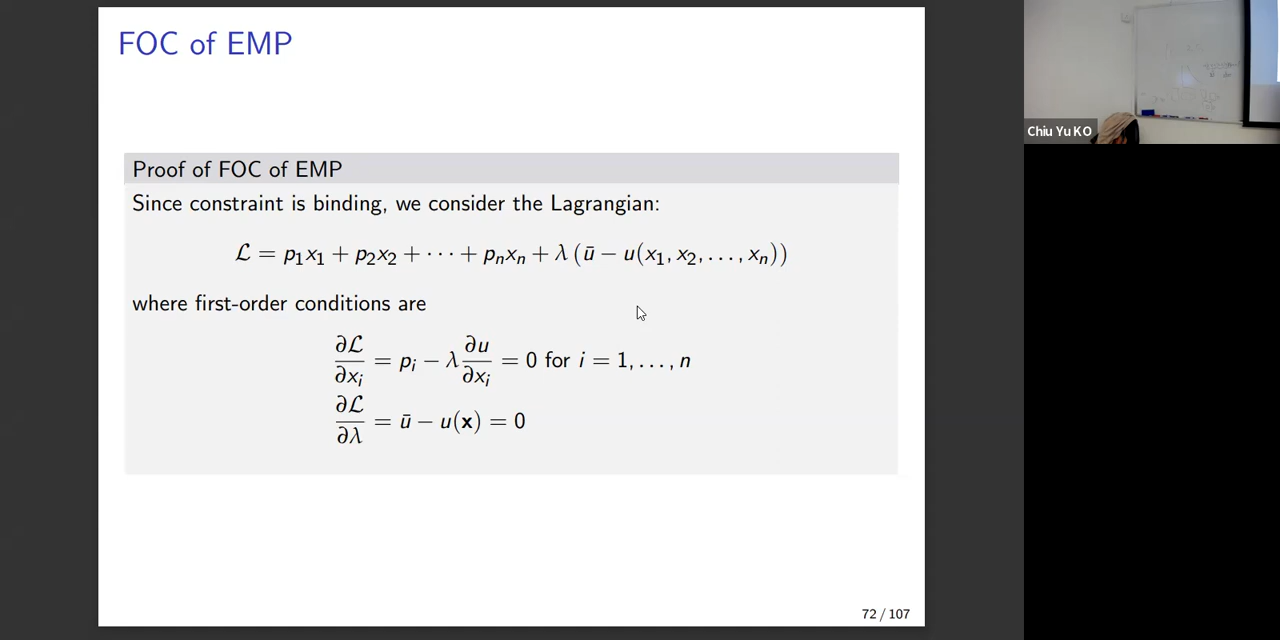 FOC of EMP
Proof of FOC of EMP
Since constraint is binding, we consider the Lagrangian:
ℒ = p₁x₁ + p₂x₂ + ⋯ + pₙxₙ + λ (ū − u(x₁, x₂, . . . , xₙ))
where first-order conditions are
∂ℒ/∂xᵢ = pᵢ − λ ∂u/∂xᵢ = 0 for i = 1, . . . , n
∂ℒ/∂λ = ū − u(𝐱) = 0
72 / 107
Chiu Yu KO